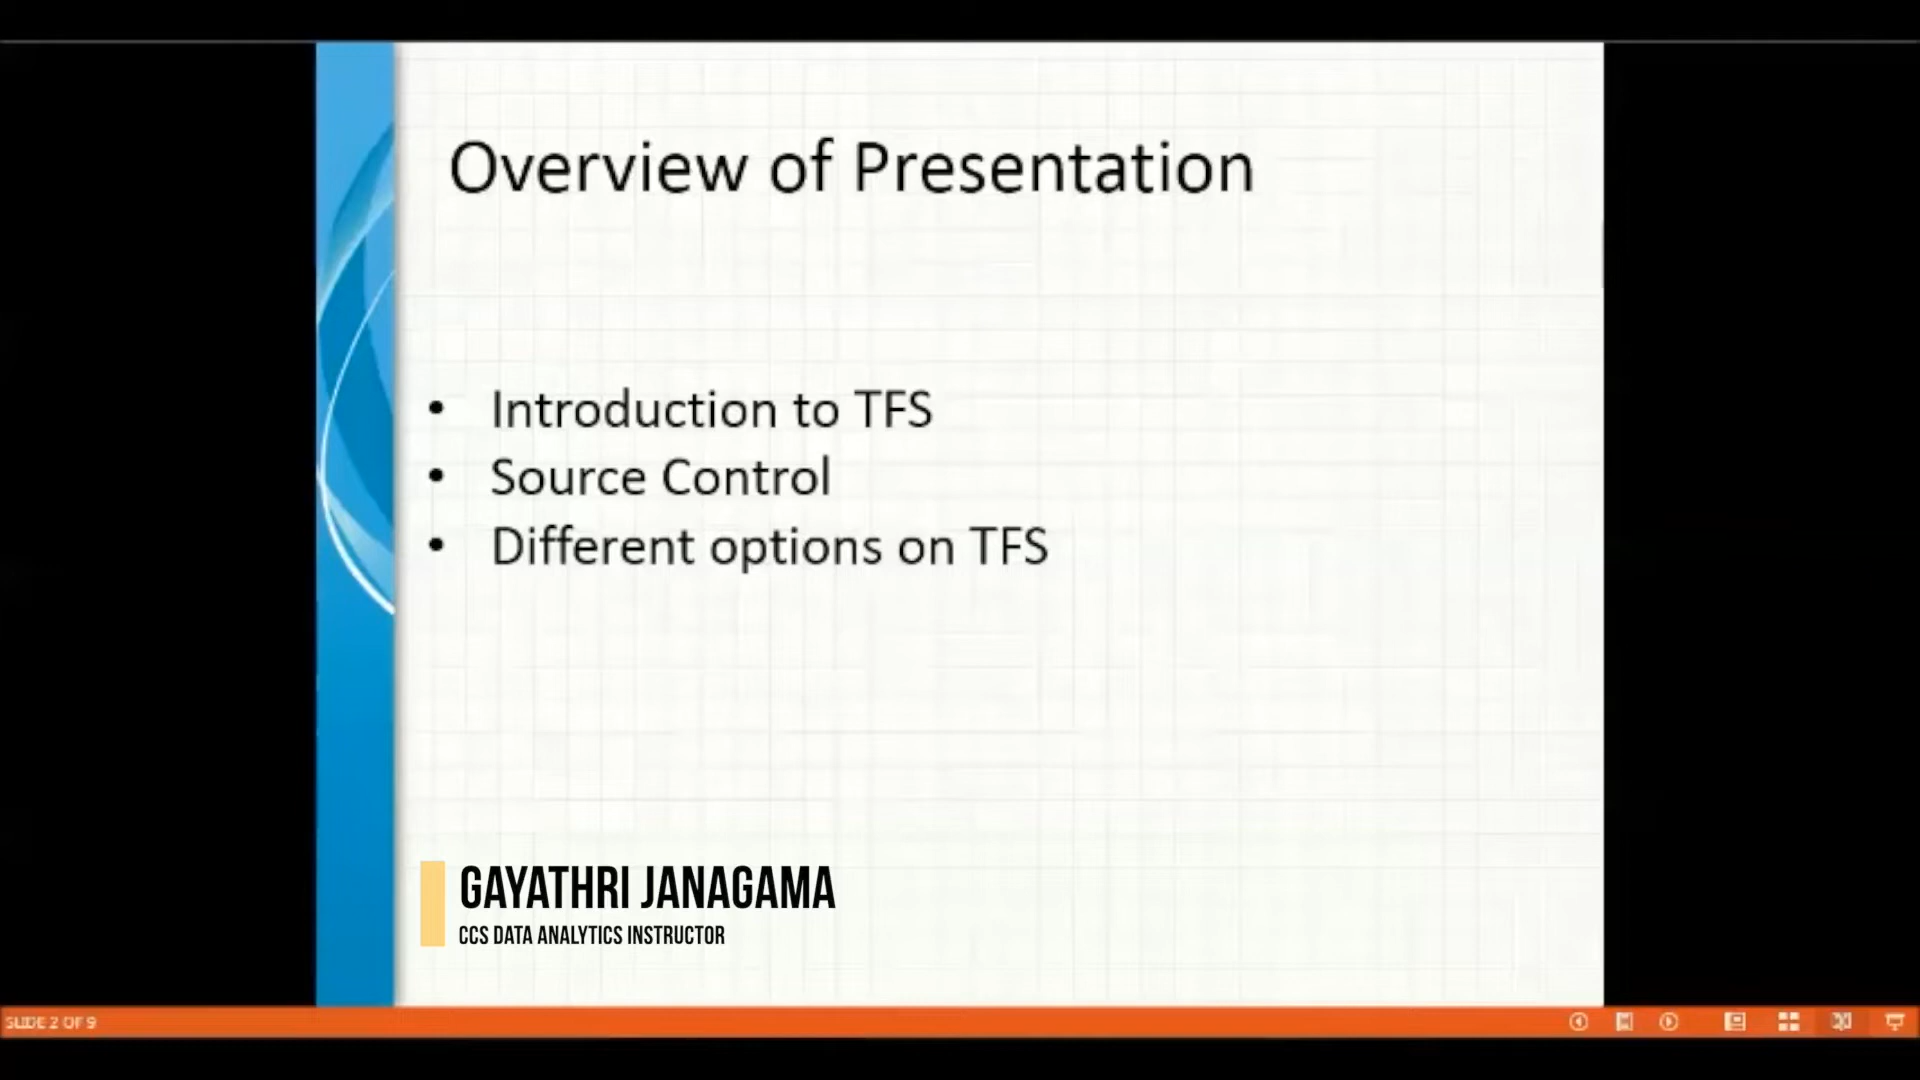 Overview of Presentation
• Introduction to TFS
• Source Control
• Different options on TFS
GAYATHRI JANAGAMA
CCS DATA ANALYTICS INSTRUCTOR
SLIDE 2 OF 9